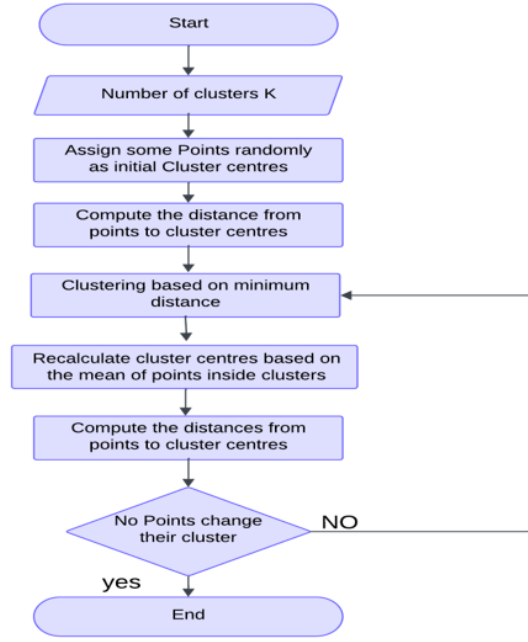 Start
Number of clusters K
Assign some Points randomly
as initial Cluster centres
Compute the distance from
points to cluster centres
Clustering based on minimum
distance
Recalculate cluster centres based on
the mean of points inside clusters
Compute the distances from
points to cluster centres
No Points change
their cluster
NO
yes
End